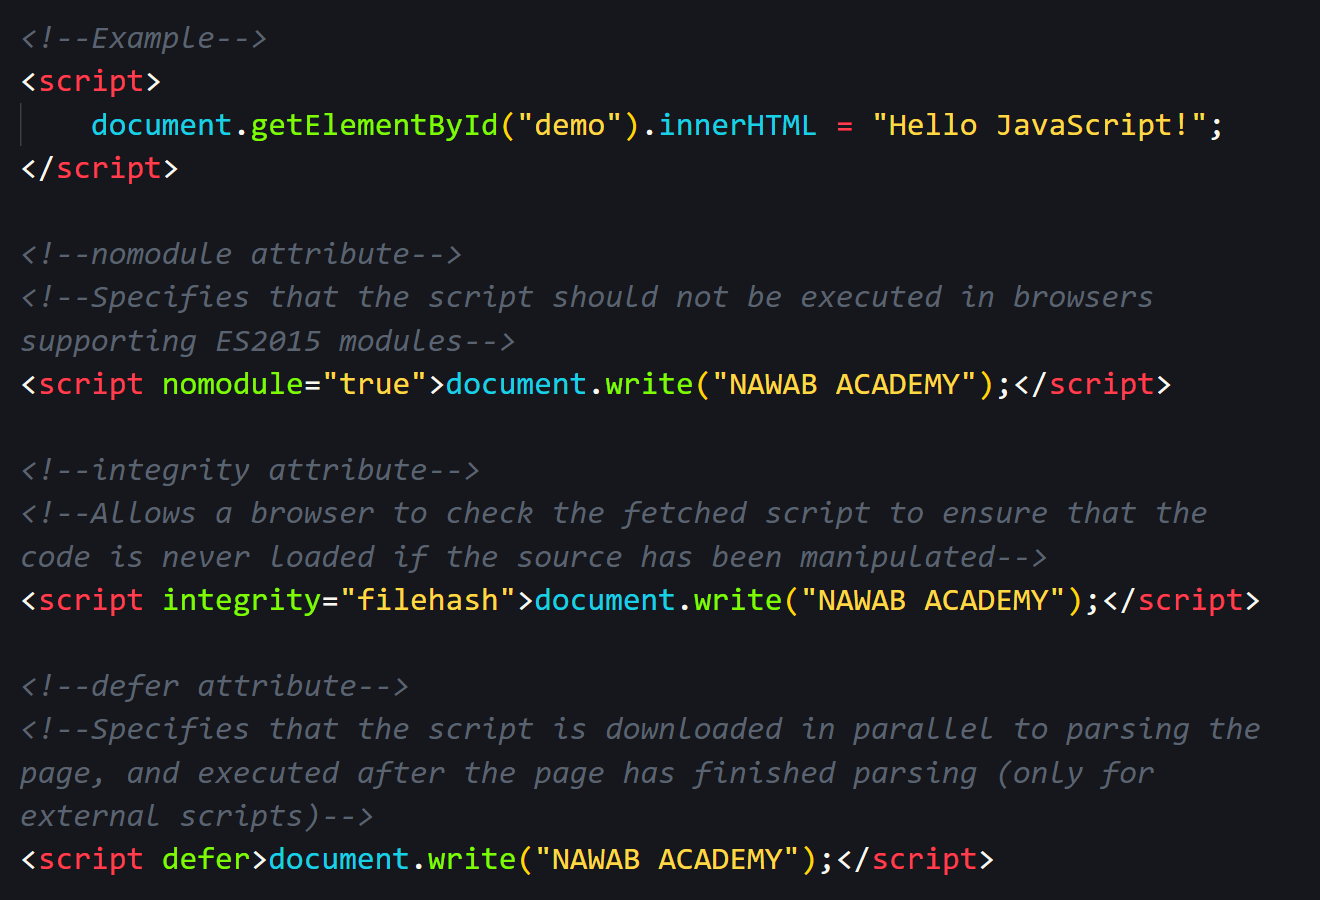 <!--Example-->
<script>
    document.getElementById("demo").innerHTML = "Hello JavaScript!";
</script>

<!--nomodule attribute-->
<!--Specifies that the script should not be executed in browsers
supporting ES2015 modules-->
<script nomodule="true">document.write("NAWAB ACADEMY");</script>

<!--integrity attribute-->
<!--Allows a browser to check the fetched script to ensure that the
code is never loaded if the source has been manipulated-->
<script integrity="filehash">document.write("NAWAB ACADEMY");</script>

<!--defer attribute-->
<!--Specifies that the script is downloaded in parallel to parsing the
page, and executed after the page has finished parsing (only for
external scripts)-->
<script defer>document.write("NAWAB ACADEMY");</script>